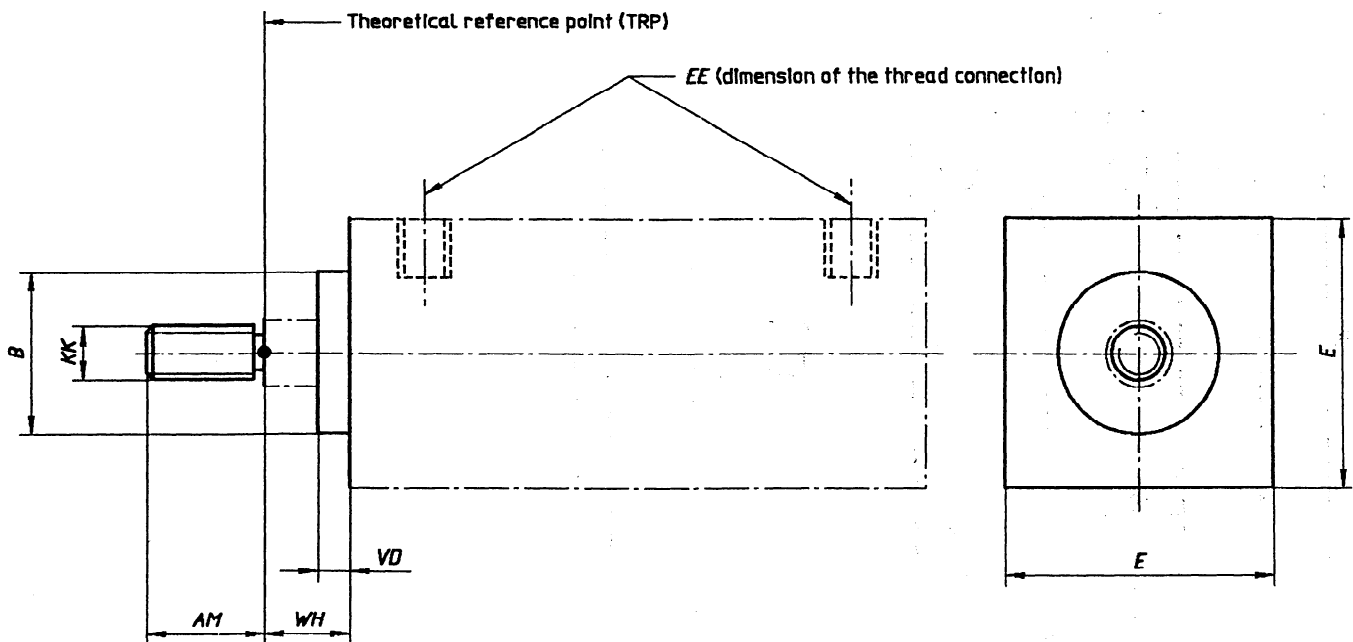 Theoretical reference point (TRP)
EE (dimension of the thread connection)
B
KK
E
VD
E
AM
WH